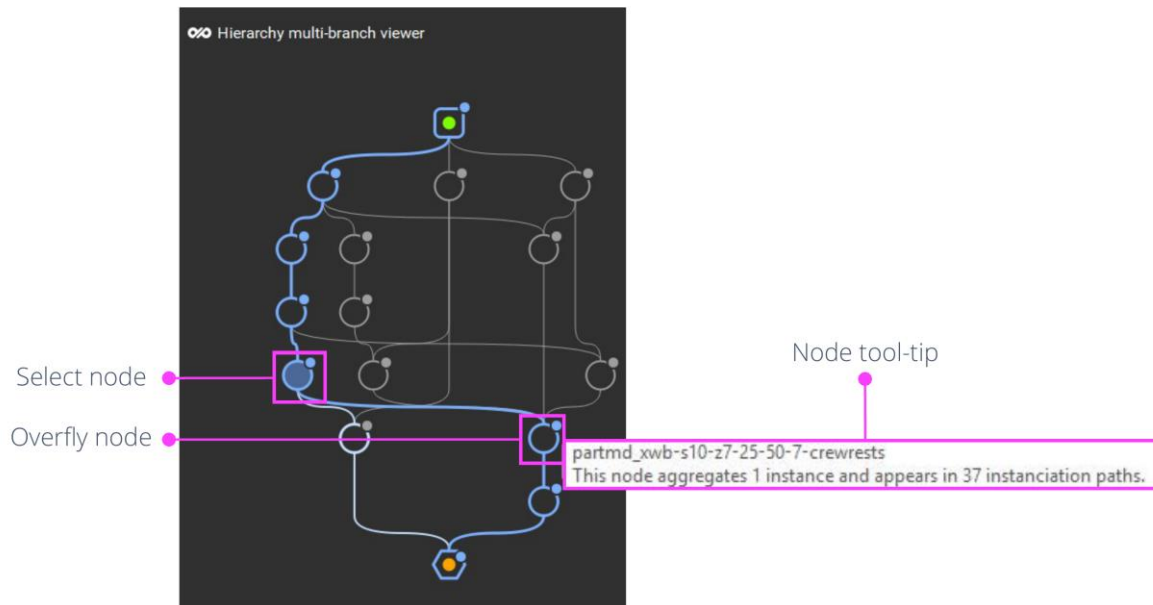 Hierarchy multi-branch viewer
Node tool-tip
Select node
Overfly node
partmd_xwb-s10-z7-25-50-7-crewrests
This node aggregates 1 instance and appears in 37 instanciation paths.